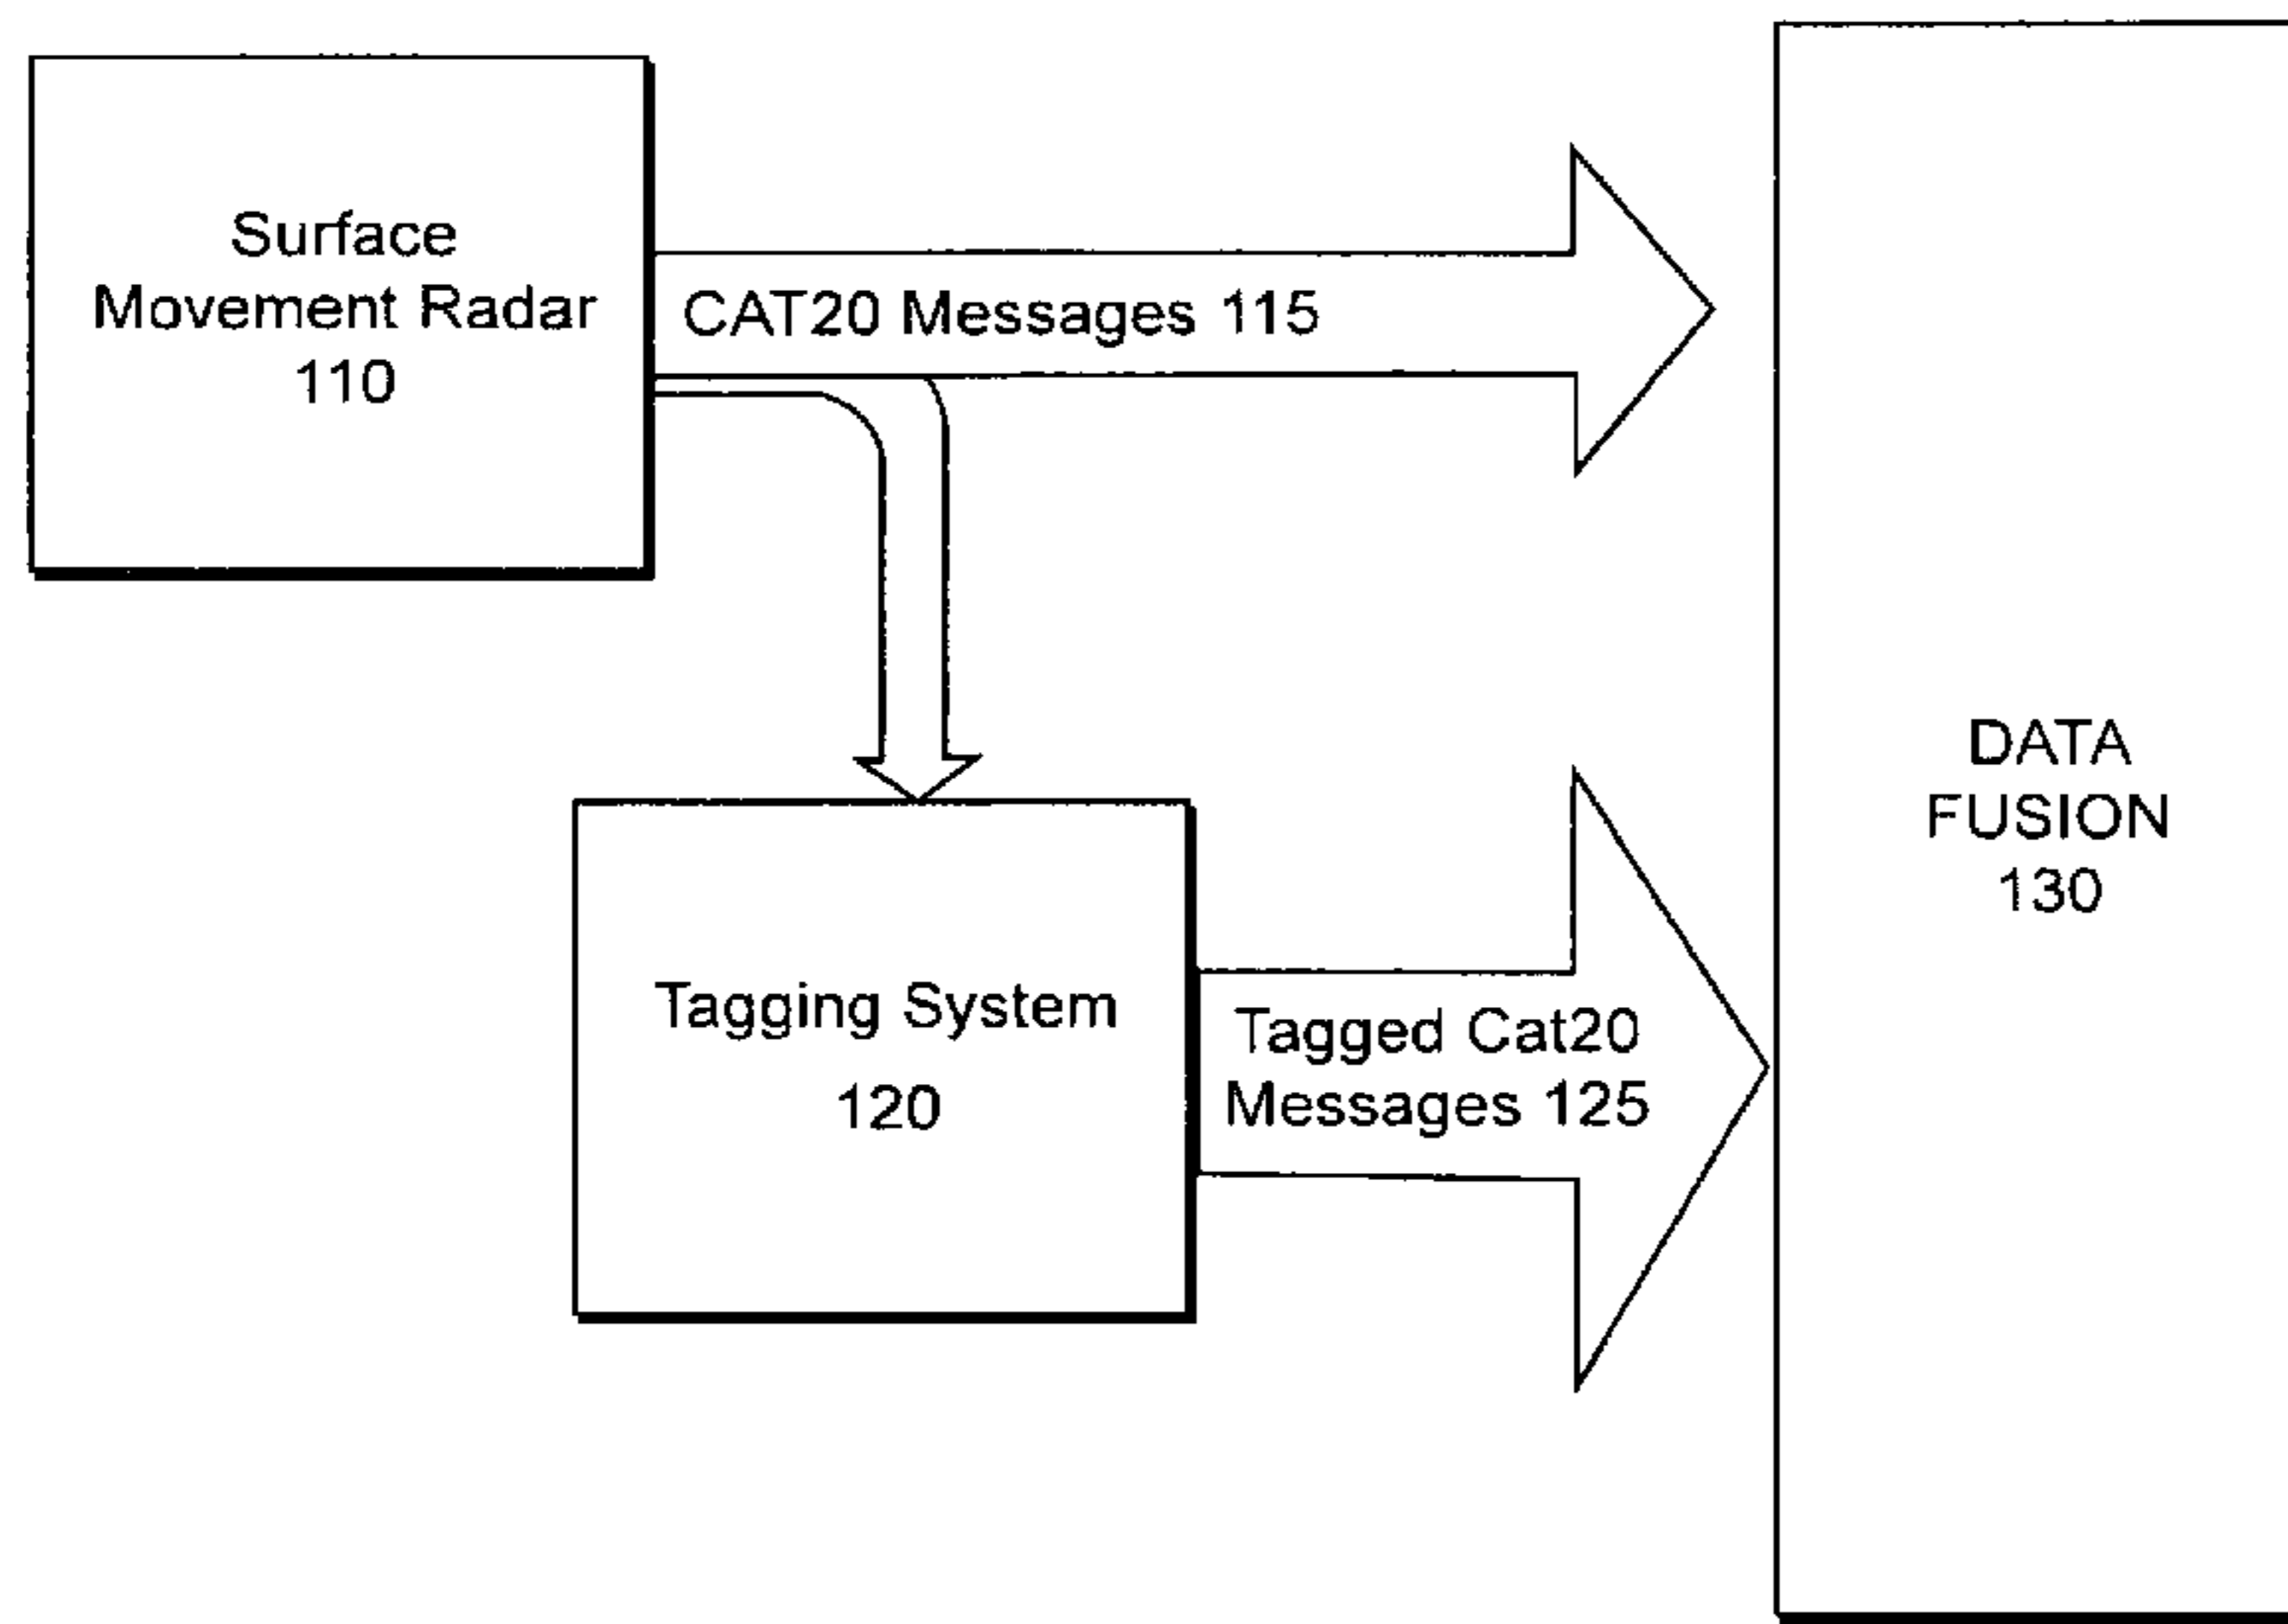 Surface
Movement Radar
110
CAT20 Messages 115
DATA
FUSION
130
Tagging System
120
Tagged Cat20
Messages 125